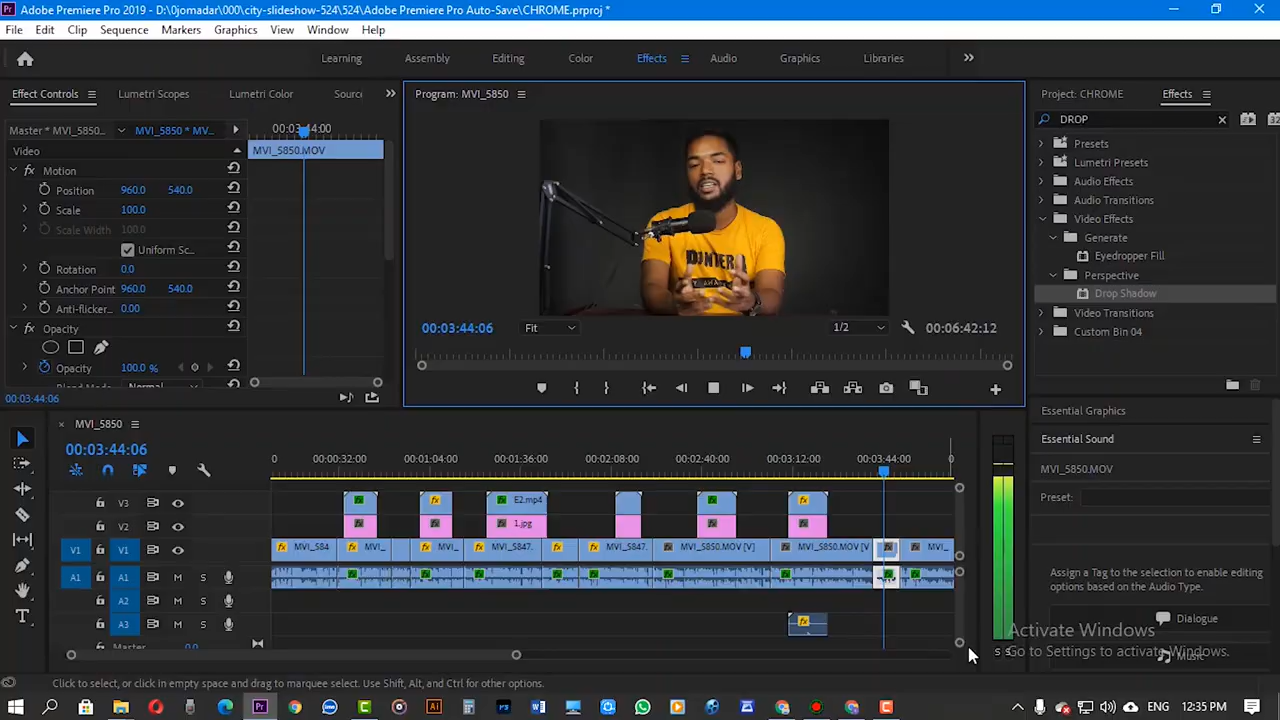 Adobe Premiere Pro 2019 - D:\0jomadar\000\city-slideshow-524\524\Adobe Premiere Pro Auto-Save\CHROME.prproj *
File Edit Clip Sequence Markers Graphics View Window Help
Learning Assembly Editing Color Effects Audio Graphics Libraries
Effect Controls Lumetri Scopes Lumetri Color Source
Program: MVI_5850
Project: CHROME Effects
Master * MVI_5850... MVI_5850 * MV...
00:03:44:00
DROP
Video
MVI_5850.MOV
Presets
Motion
Lumetri Presets
Position 960.0 540.0
Audio Effects
Scale 100.0
Audio Transitions
Scale Width 100.0
Video Effects
Uniform Sc...
Generate
Rotation 0.0
Eyedropper Fill
Anchor Point 960.0 540.0
Perspective
Anti-flicker... 0.00
Drop Shadow
Opacity
Video Transitions
Custom Bin 04
00:03:44:06 Fit 1/2 00:06:42:12
Opacity 100.0 %
Blend Mode Normal
00:03:44:06
MVI_5850
Essential Graphics
Essential Sound
00:03:44:06
0 00:00:32:00 00:01:04:00 00:01:36:00 00:02:08:00 00:02:40:00 00:03:12:00 00:03:44:00 0
MVI_5850.MOV
Preset:
V3 E2.mp4
V2 1.jpg
V1 V1 MVI_584 MVI_ MVI_ MVI_5847. MVI_5847. MVI_5850.MOV [V] MVI_5850.MOV [V MVI_
A1 A1 M S
A2 M S
A3 M S
Master 0.0
S S
Assign a Tag to the selection to enable editing
options based on the Audio Type.
Dialogue
Music
Activate Windows
Go to Settings to activate Windows.
Click to select, or click in empty space and drag to marquee select. Use Shift, Alt, and Ctrl for other options.
ENG 12:35 PM